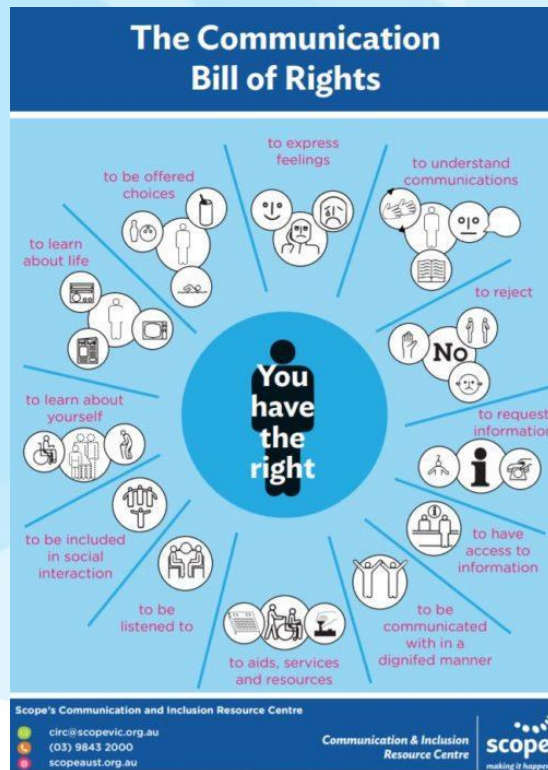 The Communication
Bill of Rights
to express
feelings
to understand
communications
to reject
No
to request
information
i
to have
access to
information
i
to be
communicated
with in a
dignifed manner
to aids, services
and resources
to be
listened to
to be included
in social
interaction
to learn about
yourself
to learn
about life
to be offered
choices
You
have
the
right
Scope's Communication and Inclusion Resource Centre
circ@scopevic.org.au
(03) 9843 2000
scopeaust.org.au
Communication & Inclusion
Resource Centre
scope
making it happen